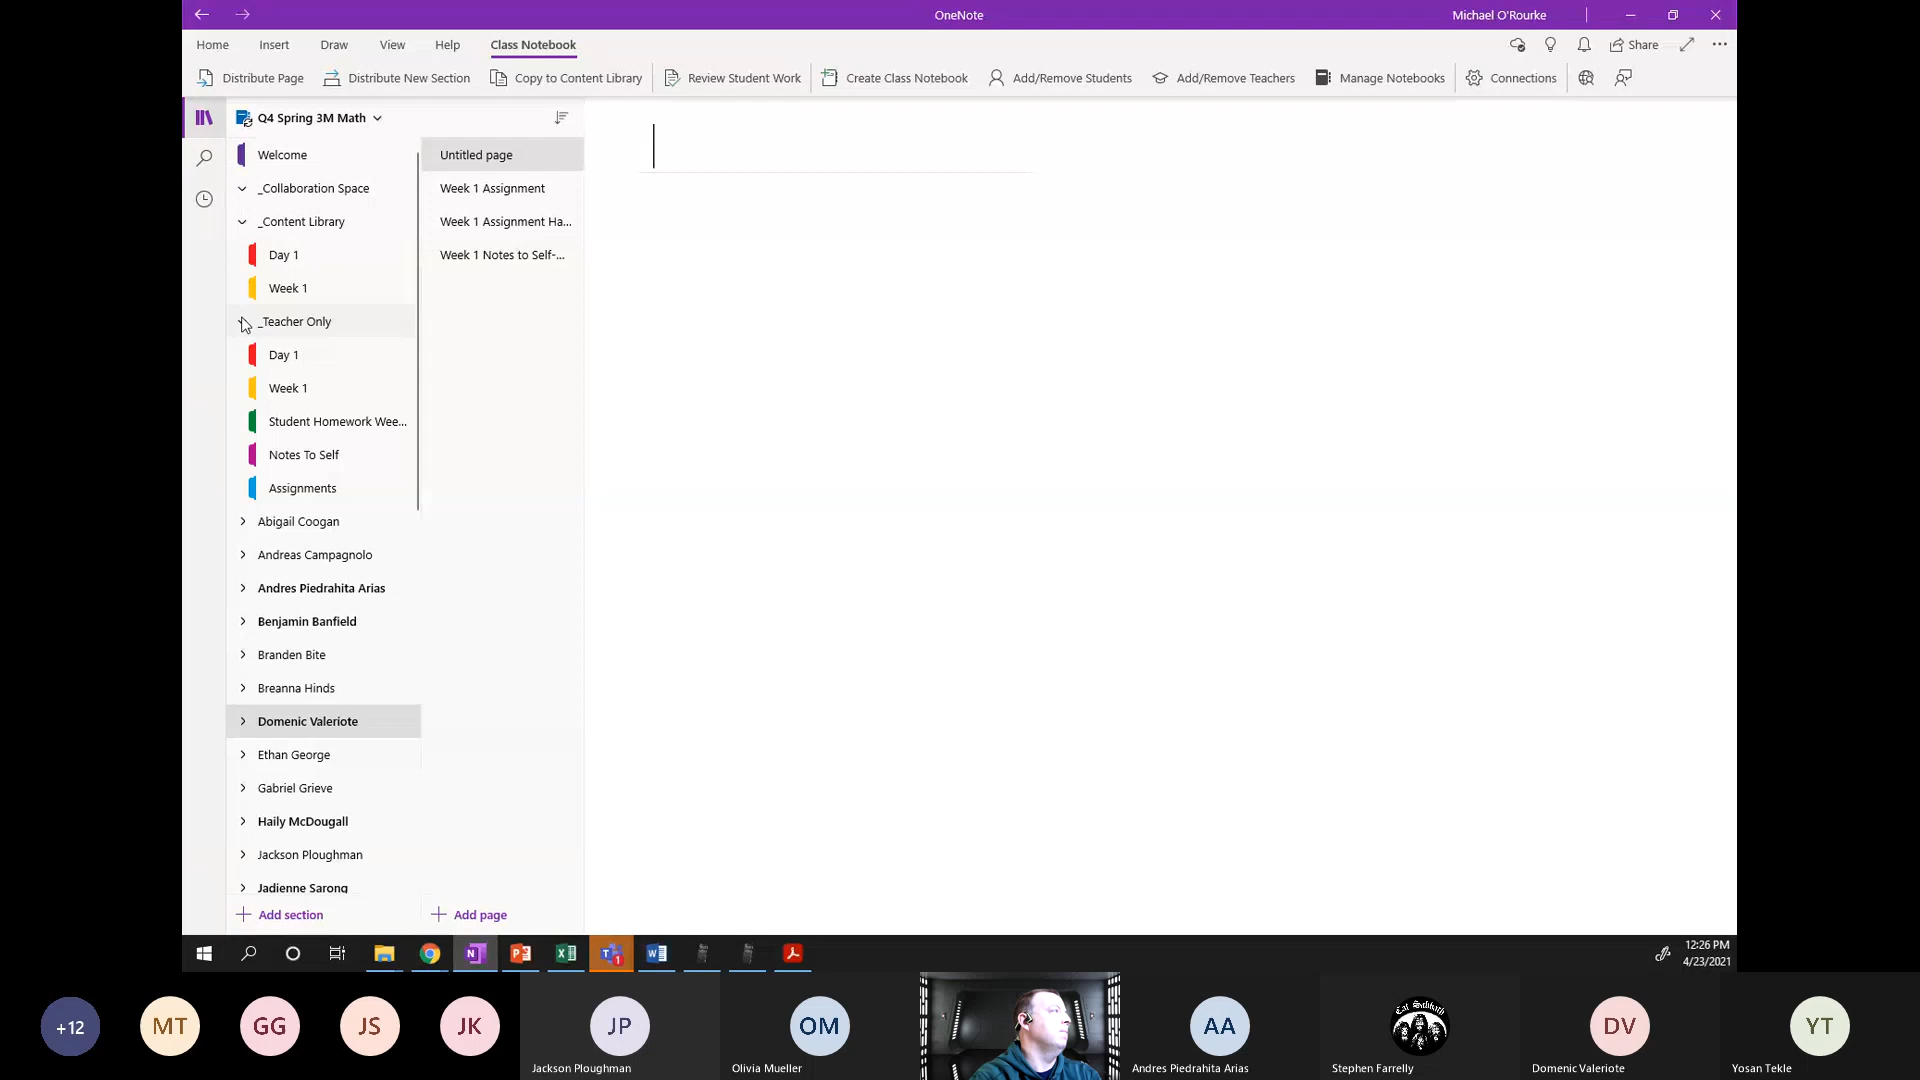 OneNote
Michael O'Rourke
Home Insert Draw View Help Class Notebook
Share
Distribute Page Distribute New Section Copy to Content Library Review Student Work Create Class Notebook Add/Remove Students Add/Remove Teachers Manage Notebooks Connections
Q4 Spring 3M Math
Welcome
_Collaboration Space
_Content Library
Day 1
Week 1
_Teacher Only
Day 1
Week 1
Student Homework Wee...
Notes To Self
Assignments
Abigail Coogan
Andreas Campagnolo
Andres Piedrahita Arias
Benjamin Banfield
Branden Bite
Breanna Hinds
Domenic Valeriote
Ethan George
Gabriel Grieve
Haily McDougall
Jackson Ploughman
Jadienne Sarong
Add section
Untitled page
Week 1 Assignment
Week 1 Assignment Ha...
Week 1 Notes to Self-...
Add page
12:26 PM
4/23/2021
+12 MT GG JS JK JP OM AA DV YT
Jackson Ploughman Olivia Mueller Andres Piedrahita Arias Stephen Farrelly Domenic Valeriote Yosan Tekle